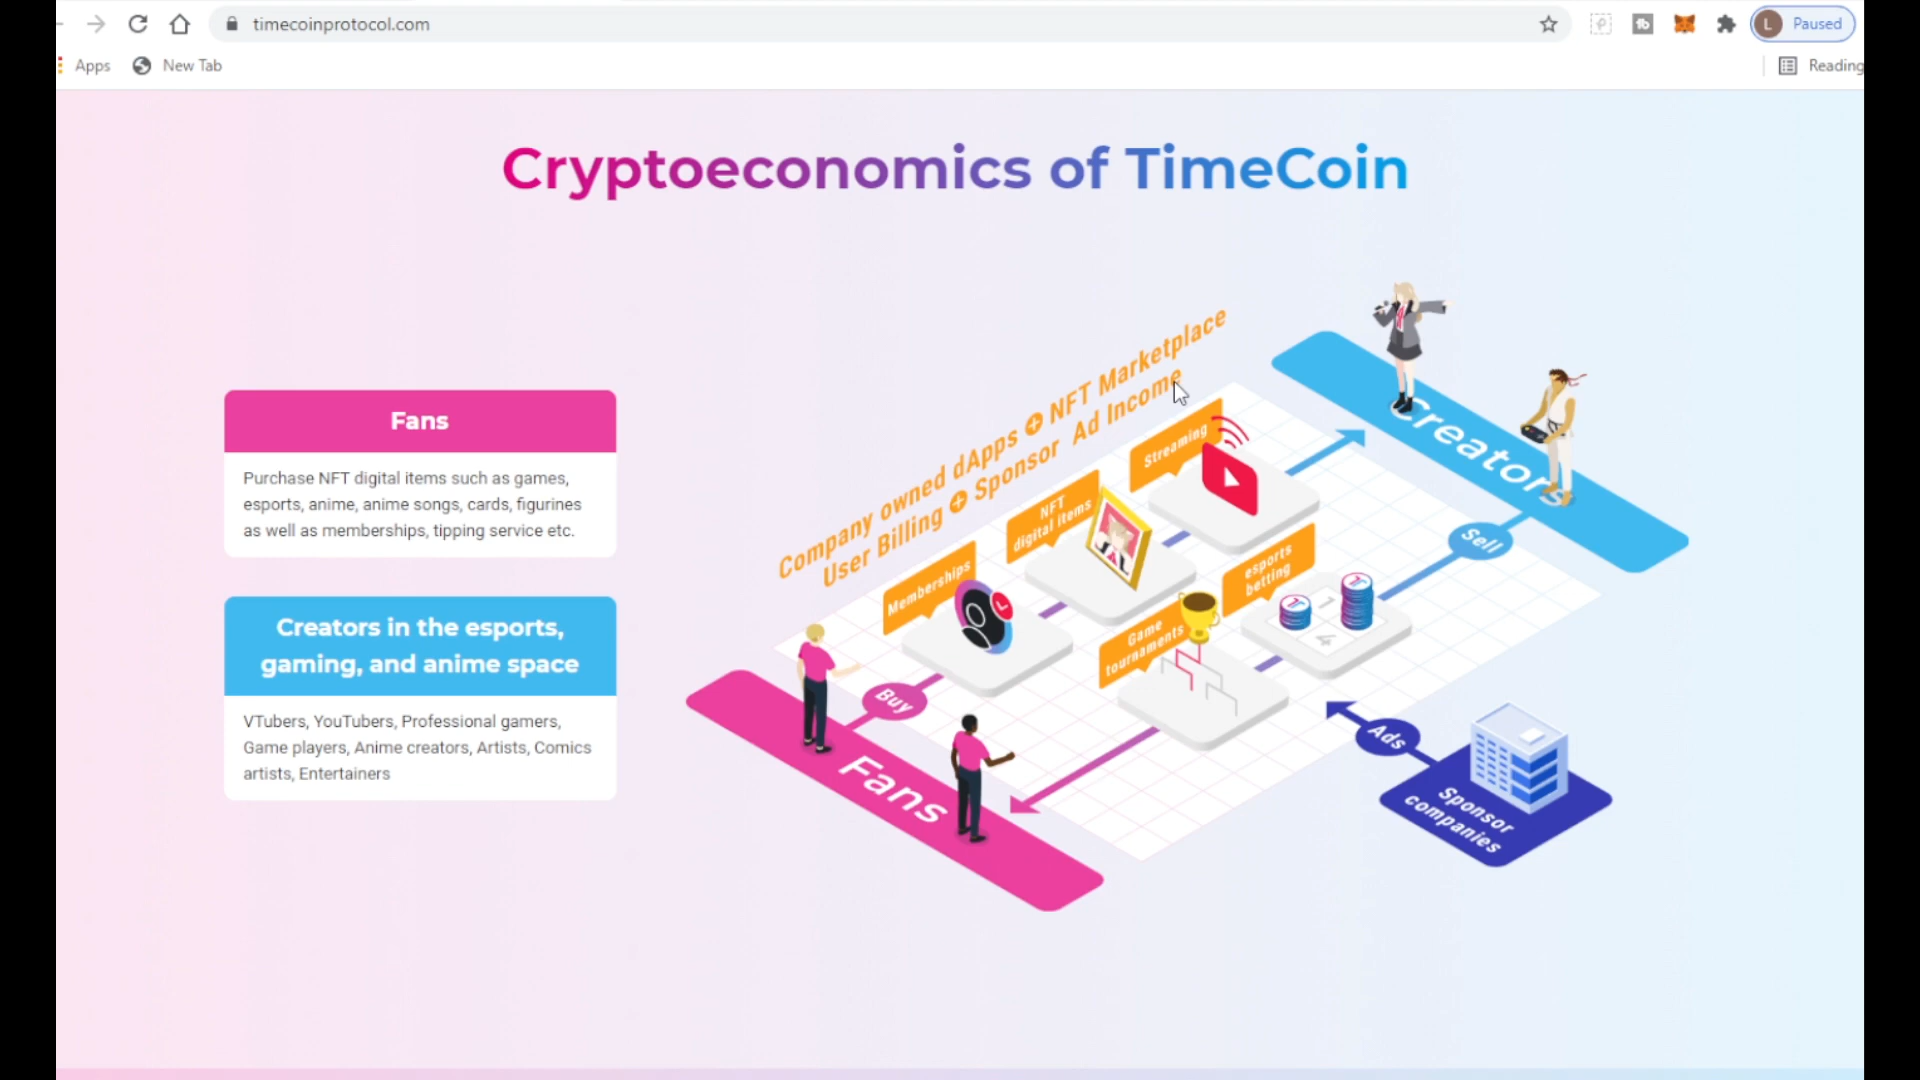 timecoinprotocol.com
L Paused
Apps New Tab
Reading
Cryptoeconomics of TimeCoin
Fans
Purchase NFT digital items such as games,
esports, anime, anime songs, cards, figurines
as well as memberships, tipping service etc.
Creators in the esports,
gaming, and anime space
VTubers, YouTubers, Professional gamers,
Game players, Anime creators, Artists, Comics
artists, Entertainers
Company owned dApps + NFT Marketplace
User Billing + Sponsor Ad Income
Streaming
NFT
digital items
Memberships
esports
betting
Game
tournaments
Creators
Sell
Buy
Fans
Ads
Sponsor
companies